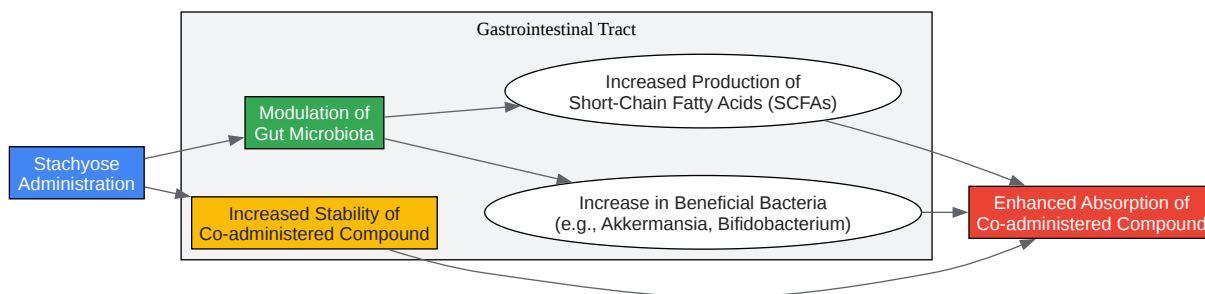 Gastrointestinal Tract
Increased Production of
Short-Chain Fatty Acids (SCFAs)
Modulation of
Gut Microbiota
Stachyose
Administration
Increased Stability of
Co-administered Compound
Increase in Beneficial Bacteria
(e.g., Akkermansia, Bifidobacterium)
Enhanced Absorption of
Co-administered Compound